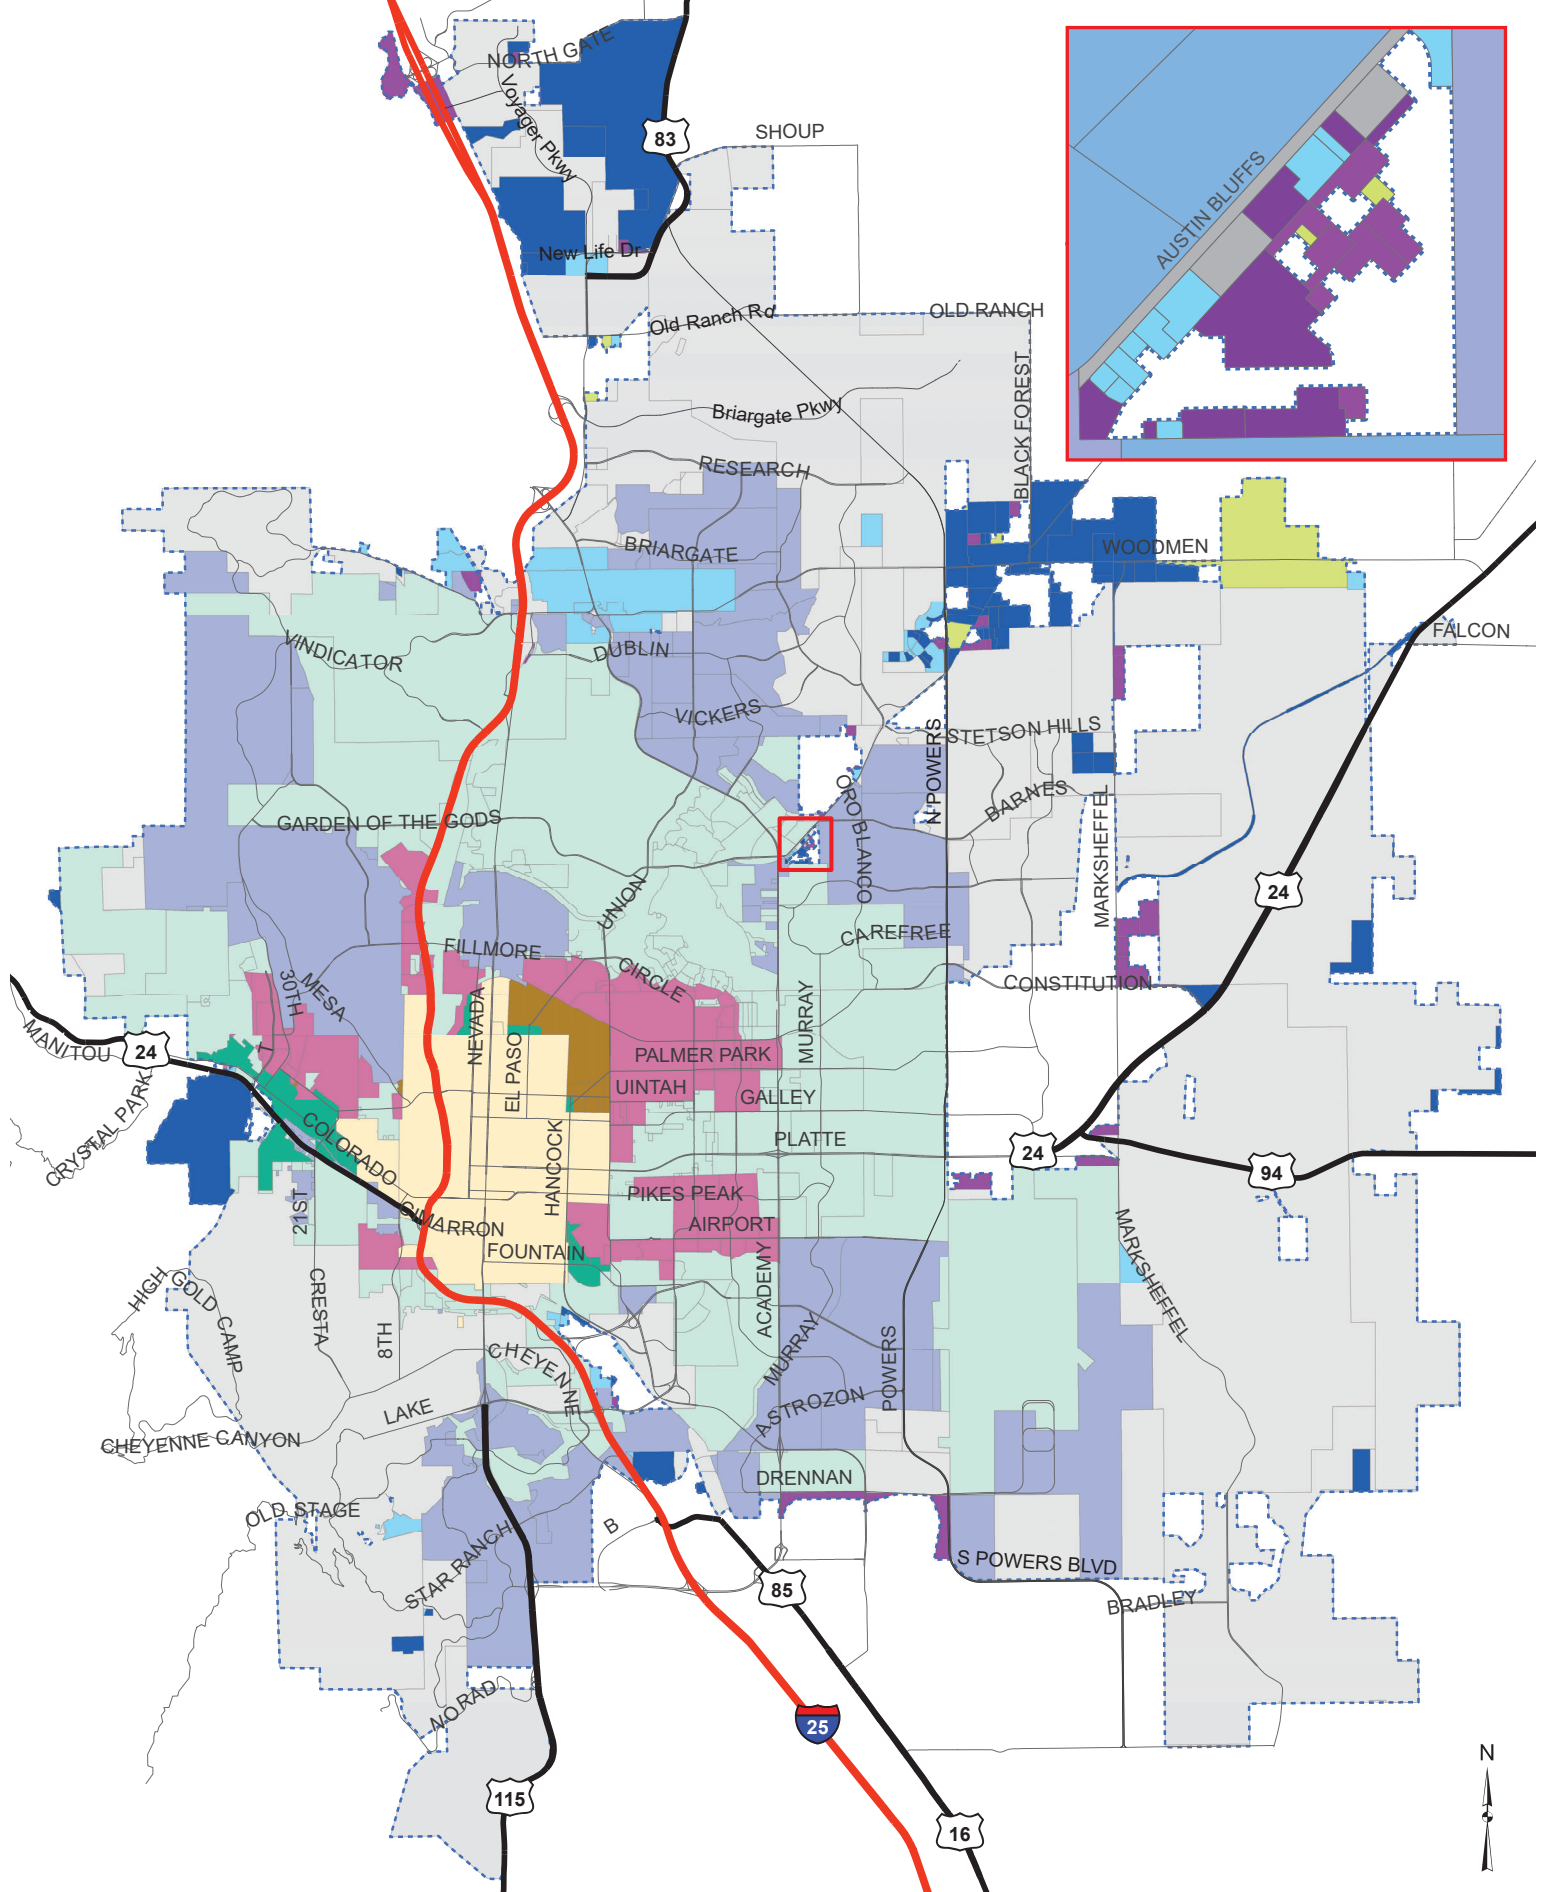 NORTH GATE
Voyager Pkwy
83
SHOUP
New Life Dr
Old Ranch Rd
OLD RANCH
AUSTIN BLUFFS
BLACK FOREST
Briargate Pkwy
RESEARCH
BRIARGATE
WOODMEN
FALCON
VINDICATOR
DUBLIN
VICKERS
STETSON HILLS
N POWERS
ORO BLANCO
BARNES
MARKSHEFFEL
GARDEN OF THE GODS
24
UNION
CAREFREE
FILLMORE
CIRCLE
CONSTITUTION
30TH
MESA
NEVADA
MURRAY
MANITOU
24
EL PASO
PALMER PARK
UINTAH
GALLEY
CRYSTAL PARK
COLORADO
HANCOCK
PLATTE
24
94
PIKES PEAK
21ST
CIMARRON
AIRPORT
FOUNTAIN
MARKSHEFFEL
HIGH
GOLD CAMP
CRESTA
8TH
ACADEMY
MURRAY
POWERS
CHEYENNE
LAKE
ASTROZON
CHEYENNE CANYON
DRENNAN
OLD STAGE
B
STAR RANCH
S POWERS BLVD
85
BRADLEY
NORAD
25
N
115
16